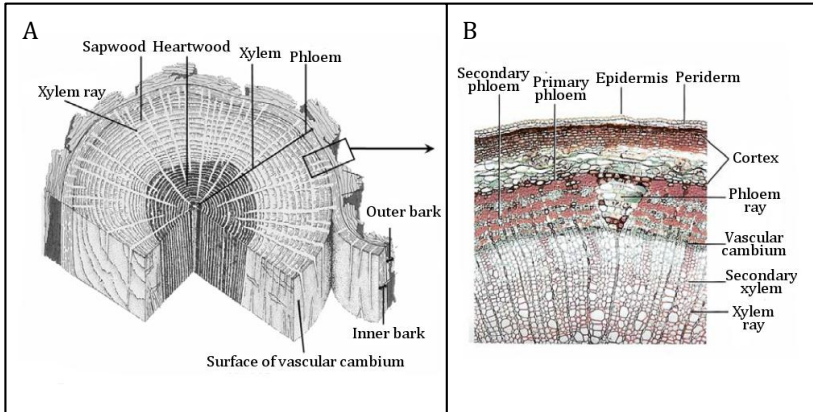 A
Sapwood Heartwood Xylem Phloem
Xylem ray
Outer bark
Inner bark
Surface of vascular cambium
B
Secondary
phloem
Primary
phloem
Epidermis Periderm
Cortex
Phloem
ray
Vascular
cambium
Secondary
xylem
Xylem
ray